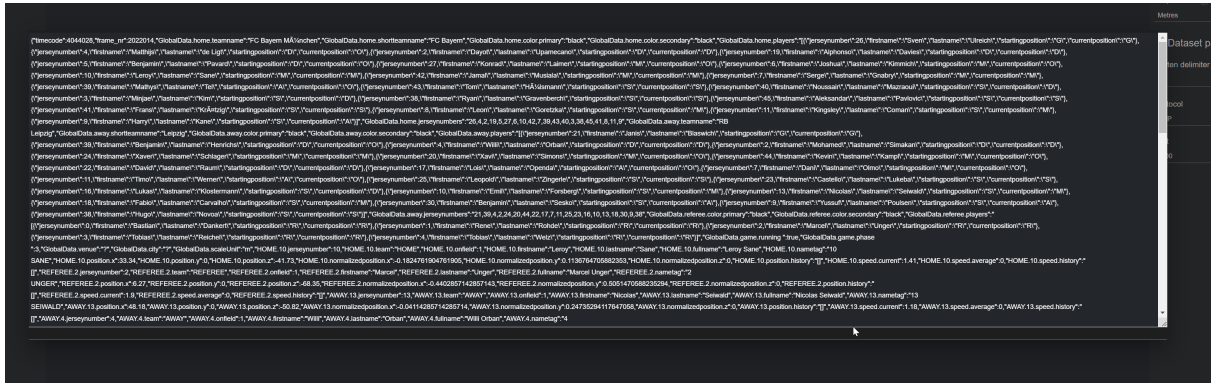 Metres
{"timecode":4044028,"frame_nr":2022014,"GlobalData.home.teamname":"FC Bayern MÃ¼nchen","GlobalData.home.shortteamname":"FC Bayern","GlobalData.home.color.primary":"black","GlobalData.home.color.secondary":"black","GlobalData.home.players":"[{\"jerseynumber\":26,\"firstname\":\"Sven\",\"lastname\":\"Ulreich\",\"startingposition\":\"G\",\"currentposition\":\"G\"},
{\"jerseynumber\":4,\"firstname\":\"Matthijs\",\"lastname\":\"de Ligt\",\"startingposition\":\"D\",\"currentposition\":\"O\"},{\"jerseynumber\":2,\"firstname\":\"Dayot\",\"lastname\":\"Upamecano\",\"startingposition\":\"D\",\"currentposition\":\"D\"},{\"jerseynumber\":19,\"firstname\":\"Alphonso\",\"lastname\":\"Davies\",\"startingposition\":\"D\",\"currentposition\":\"D\"},
Dataset p
{\"jerseynumber\":5,\"firstname\":\"Benjamin\",\"lastname\":\"Pavard\",\"startingposition\":\"D\",\"currentposition\":\"O\"},{\"jerseynumber\":27,\"firstname\":\"Konrad\",\"lastname\":\"Laimer\",\"startingposition\":\"M\",\"currentposition\":\"O\"},{\"jerseynumber\":6,\"firstname\":\"Joshua\",\"lastname\":\"Kimmich\",\"startingposition\":\"M\",\"currentposition\":\"O\"},
ten delimiter
{\"jerseynumber\":10,\"firstname\":\"Leroy\",\"lastname\":\"Sane\",\"startingposition\":\"M\",\"currentposition\":\"M\"},{\"jerseynumber\":42,\"firstname\":\"Jamal\",\"lastname\":\"Musiala\",\"startingposition\":\"M\",\"currentposition\":\"M\"},{\"jerseynumber\":7,\"firstname\":\"Serge\",\"lastname\":\"Gnabry\",\"startingposition\":\"M\",\"currentposition\":\"M\"},
{\"jerseynumber\":39,\"firstname\":\"Mathys\",\"lastname\":\"Tel\",\"startingposition\":\"A\",\"currentposition\":\"O\"},{\"jerseynumber\":43,\"firstname\":\"Tom\",\"lastname\":\"HÃ¼lsmann\",\"startingposition\":\"S\",\"currentposition\":\"S\"},{\"jerseynumber\":40,\"firstname\":\"Noussair\",\"lastname\":\"Mazraoui\",\"startingposition\":\"S\",\"currentposition\":\"D\"},
{\"jerseynumber\":3,\"firstname\":\"Minjae\",\"lastname\":\"Kim\",\"startingposition\":\"S\",\"currentposition\":\"D\"},{\"jerseynumber\":38,\"firstname\":\"Ryan\",\"lastname\":\"Gravenberch\",\"startingposition\":\"S\",\"currentposition\":\"S\"},{\"jerseynumber\":45,\"firstname\":\"Aleksandar\",\"lastname\":\"Pavlovic\",\"startingposition\":\"S\",\"currentposition\":\"S\"},
tocol
{\"jerseynumber\":41,\"firstname\":\"Frans\",\"lastname\":\"KrÃ¤tzig\",\"startingposition\":\"S\",\"currentposition\":\"S\"},{\"jerseynumber\":8,\"firstname\":\"Leon\",\"lastname\":\"Goretzka\",\"startingposition\":\"S\",\"currentposition\":\"M\"},{\"jerseynumber\":11,\"firstname\":\"Kingsley\",\"lastname\":\"Coman\",\"startingposition\":\"S\",\"currentposition\":\"M\"},
{\"jerseynumber\":9,\"firstname\":\"Harry\",\"lastname\":\"Kane\",\"startingposition\":\"S\",\"currentposition\":\"A\"}]","GlobalData.home.jerseynumbers":"26,4,2,19,5,27,6,10,42,7,39,43,40,3,38,45,41,8,11,9","GlobalData.away.teamname":"RB
Leipzig","GlobalData.away.shortteamname":"Leipzig","GlobalData.away.color.primary":"black","GlobalData.away.color.secondary":"black","GlobalData.away.players":"[{\"jerseynumber\":21,\"firstname\":\"Janis\",\"lastname\":\"Blaswich\",\"startingposition\":\"G\",\"currentposition\":\"G\"},
{\"jerseynumber\":39,\"firstname\":\"Benjamin\",\"lastname\":\"Henrichs\",\"startingposition\":\"D\",\"currentposition\":\"O\"},{\"jerseynumber\":4,\"firstname\":\"Willi\",\"lastname\":\"Orban\",\"startingposition\":\"D\",\"currentposition\":\"D\"},{\"jerseynumber\":2,\"firstname\":\"Mohamed\",\"lastname\":\"Simakan\",\"startingposition\":\"D\",\"currentposition\":\"D\"},
{\"jerseynumber\":24,\"firstname\":\"Xaver\",\"lastname\":\"Schlager\",\"startingposition\":\"M\",\"currentposition\":\"M\"},{\"jerseynumber\":20,\"firstname\":\"Xavi\",\"lastname\":\"Simons\",\"startingposition\":\"M\",\"currentposition\":\"M\"},{\"jerseynumber\":44,\"firstname\":\"Kevin\",\"lastname\":\"Kampl\",\"startingposition\":\"M\",\"currentposition\":\"O\"},
{\"jerseynumber\":22,\"firstname\":\"David\",\"lastname\":\"Raum\",\"startingposition\":\"M\",\"currentposition\":\"D\"},{\"jerseynumber\":17,\"firstname\":\"Lois\",\"lastname\":\"Openda\",\"startingposition\":\"A\",\"currentposition\":\"O\"},{\"jerseynumber\":7,\"firstname\":\"Dani\",\"lastname\":\"Olmo\",\"startingposition\":\"M\",\"currentposition\":\"O\"},
{\"jerseynumber\":11,\"firstname\":\"Timo\",\"lastname\":\"Werner\",\"startingposition\":\"A\",\"currentposition\":\"O\"},{\"jerseynumber\":25,\"firstname\":\"Leopold\",\"lastname\":\"Zingerle\",\"startingposition\":\"S\",\"currentposition\":\"S\"},{\"jerseynumber\":23,\"firstname\":\"Castello\",\"lastname\":\"Lukeba\",\"startingposition\":\"S\",\"currentposition\":\"S\"},
{\"jerseynumber\":16,\"firstname\":\"Lukas\",\"lastname\":\"Klostermann\",\"startingposition\":\"S\",\"currentposition\":\"D\"},{\"jerseynumber\":10,\"firstname\":\"Emil\",\"lastname\":\"Forsberg\",\"startingposition\":\"S\",\"currentposition\":\"M\"},{\"jerseynumber\":13,\"firstname\":\"Nicolas\",\"lastname\":\"Seiwald\",\"startingposition\":\"S\",\"currentposition\":\"M\"},
{\"jerseynumber\":18,\"firstname\":\"Fabio\",\"lastname\":\"Carvalho\",\"startingposition\":\"S\",\"currentposition\":\"M\"},{\"jerseynumber\":30,\"firstname\":\"Benjamin\",\"lastname\":\"Sesko\",\"startingposition\":\"S\",\"currentposition\":\"A\"},{\"jerseynumber\":9,\"firstname\":\"Yussuf\",\"lastname\":\"Poulsen\",\"startingposition\":\"S\",\"currentposition\":\"A\"},
{\"jerseynumber\":38,\"firstname\":\"Hugo\",\"lastname\":\"Novoa\",\"startingposition\":\"S\",\"currentposition\":\"S\"}]","GlobalData.away.jerseynumbers":"21,39,4,2,24,20,44,22,17,7,11,25,23,16,10,13,18,30,9,38","GlobalData.referee.color.primary":"black","GlobalData.referee.color.secondary":"black","GlobalData.referee.players":"
[{\"jerseynumber\":0,\"firstname\":\"Bastian\",\"lastname\":\"Dankert\",\"startingposition\":\"R\",\"currentposition\":\"R\"},{\"jerseynumber\":1,\"firstname\":\"Rene\",\"lastname\":\"Rohde\",\"startingposition\":\"R\",\"currentposition\":\"R\"},{\"jerseynumber\":2,\"firstname\":\"Marcel\",\"lastname\":\"Unger\",\"startingposition\":\"R\",\"currentposition\":\"R\"},
{\"jerseynumber\":3,\"firstname\":\"Tobias\",\"lastname\":\"Reichel\",\"startingposition\":\"R\",\"currentposition\":\"R\"},{\"jerseynumber\":4,\"firstname\":\"Tobias\",\"lastname\":\"Welz\",\"startingposition\":\"R\",\"currentposition\":\"R\"}]","GlobalData.game.running ":true,"GlobalData.game.phase
":3,"GlobalData.venue":"?","GlobalData.city":"?","GlobalData.scaleUnit":"m","HOME.10.jerseynumber":10,"HOME.10.team":"HOME","HOME.10.onfield":1,"HOME.10.firstname":"Leroy","HOME.10.lastname":"Sane","HOME.10.fullname":"Leroy Sane","HOME.10.nametag":"10
SANE","HOME.10.position.x":33.34,"HOME.10.position.y":0,"HOME.10.position.z":-41.73,"HOME.10.normalizedposition.x":-0.1824761904761905,"HOME.10.normalizedposition.y":0.1136764705882353,"HOME.10.normalizedposition.z":0,"HOME.10.position.history":"[]","HOME.10.speed.current":1.41,"HOME.10.speed.average":0,"HOME.10.speed.history":"
[]","REFEREE.2.jerseynumber":2,"REFEREE.2.team":"REFEREE","REFEREE.2.onfield":1,"REFEREE.2.firstname":"Marcel","REFEREE.2.lastname":"Unger","REFEREE.2.fullname":"Marcel Unger","REFEREE.2.nametag":"2
UNGER","REFEREE.2.position.x":6.27,"REFEREE.2.position.y":0,"REFEREE.2.position.z":-68.35,"REFEREE.2.normalizedposition.x":-0.440285714285714​3,"REFEREE.2.normalizedposition.y":0.505147058823529​4,"REFEREE.2.normalizedposition.z":0,"REFEREE.2.position.history":"
[]","REFEREE.2.speed.current":1.9,"REFEREE.2.speed.average":0,"REFEREE.2.speed.history":"[]","AWAY.13.jerseynumber":13,"AWAY.13.team":"AWAY","AWAY.13.onfield":1,"AWAY.13.firstname":"Nicolas","AWAY.13.lastname":"Seiwald","AWAY.13.fullname":"Nicolas Seiwald","AWAY.13.nametag":"13
SEIWALD","AWAY.13.position.x":48.18,"AWAY.13.position.y":0,"AWAY.13.position.z":-50.82,"AWAY.13.normalizedposition.x":-0.04114285714285714,"AWAY.13.normalizedposition.y":0.24735294117647058,"AWAY.13.normalizedposition.z":0,"AWAY.13.position.history":"[]","AWAY.13.speed.current":1.18,"AWAY.13.speed.average":0,"AWAY.13.speed.history":"
[]","AWAY.4.jerseynumber":4,"AWAY.4.team":"AWAY","AWAY.4.onfield":1,"AWAY.4.firstname":"Willi","AWAY.4.lastname":"Orban","AWAY.4.fullname":"Willi Orban","AWAY.4.nametag":"4